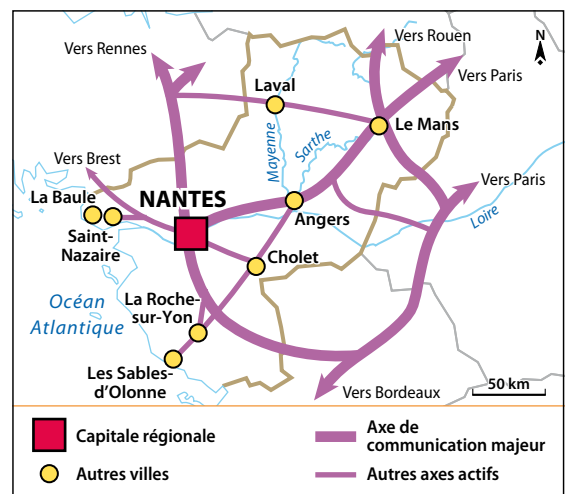 Vers Rennes
Vers Rouen
N
Vers Paris
Laval
Le Mans
Mayenne
Sarthe
Vers Brest
La Baule
NANTES
Vers Paris
Angers
Loire
Saint-
Nazaire
Cholet
Océan
Atlantique
La Roche-
sur-Yon
Les Sables-
d'Olonne
Vers Bordeaux
50 km
Capitale régionale
Axe de
communication majeur
Autres villes
Autres axes actifs